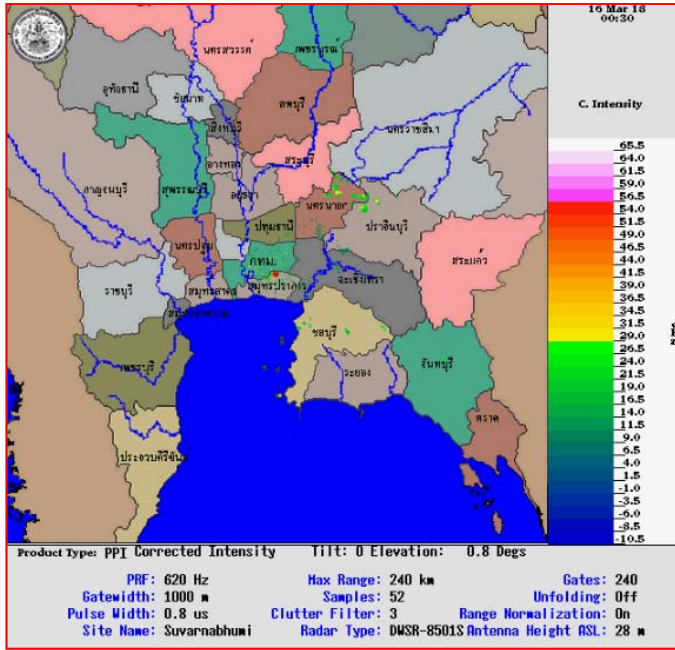 16 Mar 18
00:30
C. Intensity
นครสวรรค์
เพชรบูรณ์
อุทัยธานี
ชัยนาท
ลพบุรี
สิงห์บุรี
นครราชสีมา
อ่างทอง
สระบุรี
กาญจนบุรี
สุพรรณบุรี
อยุธยา
นครนายก
ปราจีนบุรี
ปทุมธานี
นครปฐม
กทม.
สระแก้ว
ราชบุรี
สมุทรสาคร
สมุทรปราการ
ฉะเชิงเทรา
ชลบุรี
เพชรบุรี
ระยอง
จันทบุรี
ตราด
ประจวบคีรีขันธ์
65.5
64.0
61.5
59.0
56.5
54.0
51.5
49.0
46.5
44.0
41.5
39.0
36.5
34.0
31.5
29.0
26.5
24.0
21.5
19.0
16.5
14.0
11.5
9.0
6.5
4.0
1.5
-1.0
-3.5
-6.0
-8.5
-10.5
Product Type: PPI Corrected Intensity Tilt: 0 Elevation: 0.8 Degs
PRF: 620 Hz Max Range: 240 km Gates: 240
Gatewidth: 1000 m Samples: 52 Unfolding: Off
Pulse Width: 0.8 us Clutter Filter: 3 Range Normalization: On
Site Name: Suvarnabhumi Radar Type: DWSR-8501S Antenna Height ASL: 28 m